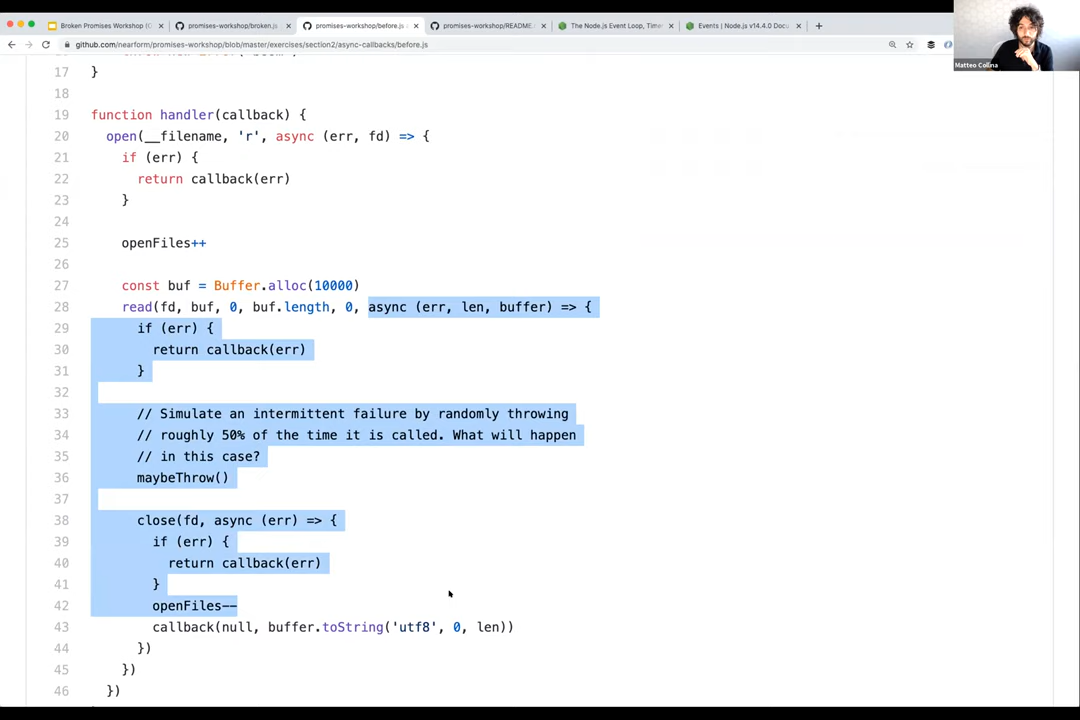 Broken Promises Workshop (
promises-workshop/broken.
promises-workshop/before.js
promises-workshop/README.
The Node.js Event Loop, Time
Events | Node.js v14.4.0 Doc
github.com/nearform/promises-workshop/blob/master/exercises/section2/async-callbacks/before.js
Matteo Collina
17 }
18
19 function handler(callback) {
20 open(__filename, 'r', async (err, fd) => {
21 if (err) {
22 return callback(err)
23 }
24
25 openFiles++
26
27 const buf = Buffer.alloc(10000)
28 read(fd, buf, 0, buf.length, 0, async (err, len, buffer) => {
29 if (err) {
30 return callback(err)
31 }
32
33 // Simulate an intermittent failure by randomly throwing
34 // roughly 50% of the time it is called. What will happen
35 // in this case?
36 maybeThrow()
37
38 close(fd, async (err) => {
39 if (err) {
40 return callback(err)
41 }
42 openFiles--
43 callback(null, buffer.toString('utf8', 0, len))
44 })
45 })
46 })